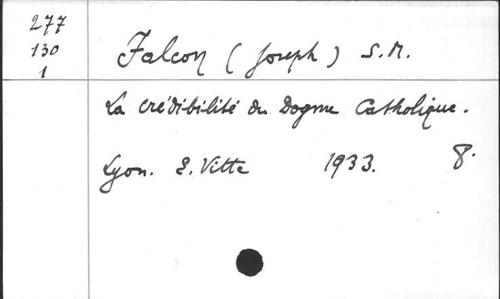 277
130
1
Falcon (Joseph) S.M.
La crédibilité du Dogme Catholique.
Lyon. E. Vitte 1933. 8.